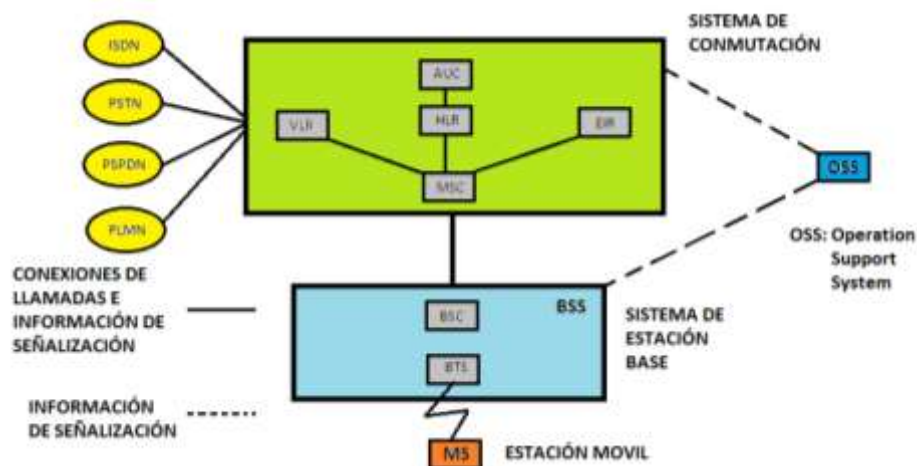 ISDN
PSTN
PSPDN
PLMN
SISTEMA DE
CONMUTACIÓN
AUC
HLR
VLR
EIR
MSC
OSS
OSS: Operation
Support
System
CONEXIONES DE
LLAMADAS E
INFORMACIÓN DE
SEÑALIZACIÓN
BSS
BSC
BTS
SISTEMA DE
ESTACIÓN
BASE
INFORMACIÓN
DE SEÑALIZACIÓN
MS
ESTACIÓN MOVIL